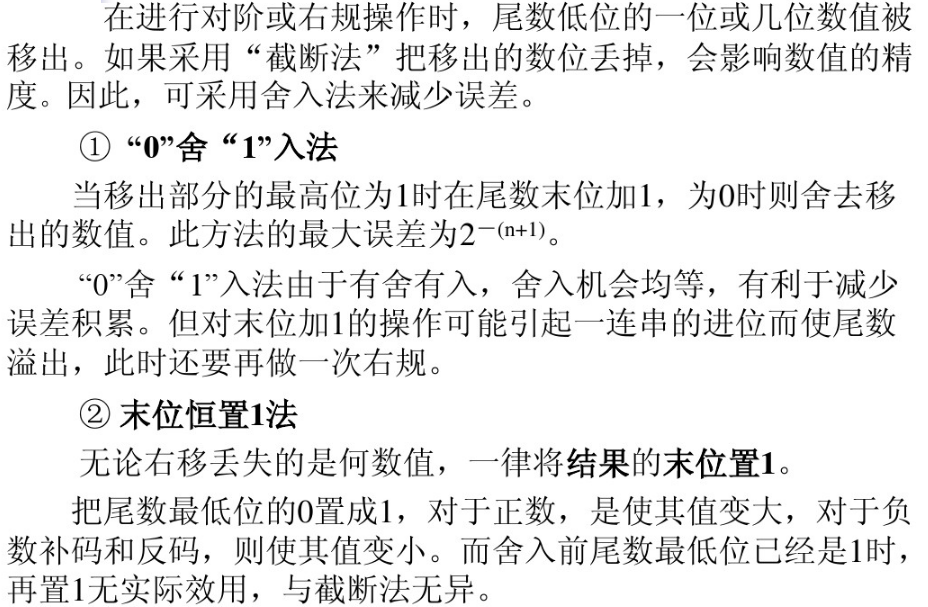 在进行对阶或右规操作时，尾数低位的一位或几位数值被
移出。如果采用“截断法”把移出的数位丢掉，会影响数值的精
度。因此，可采用舍入法来减少误差。
① “0”舍“1”入法
当移出部分的最高位为1时在尾数末位加1，为0时则舍去移
出的数值。此方法的最大误差为2⁻⁽ⁿ⁺¹⁾。
“0”舍“1”入法由于有舍有入，舍入机会均等，有利于减少
误差积累。但对末位加1的操作可能引起一连串的进位而使尾数
溢出，此时还要再做一次右规。
② 末位恒置1法
无论右移丢失的是何数值，一律将结果的末位置1。
把尾数最低位的0置成1，对于正数，是使其值变大，对于负
数补码和反码，则使其值变小。而舍入前尾数最低位已经是1时，
再置1无实际效用，与截断法无异。